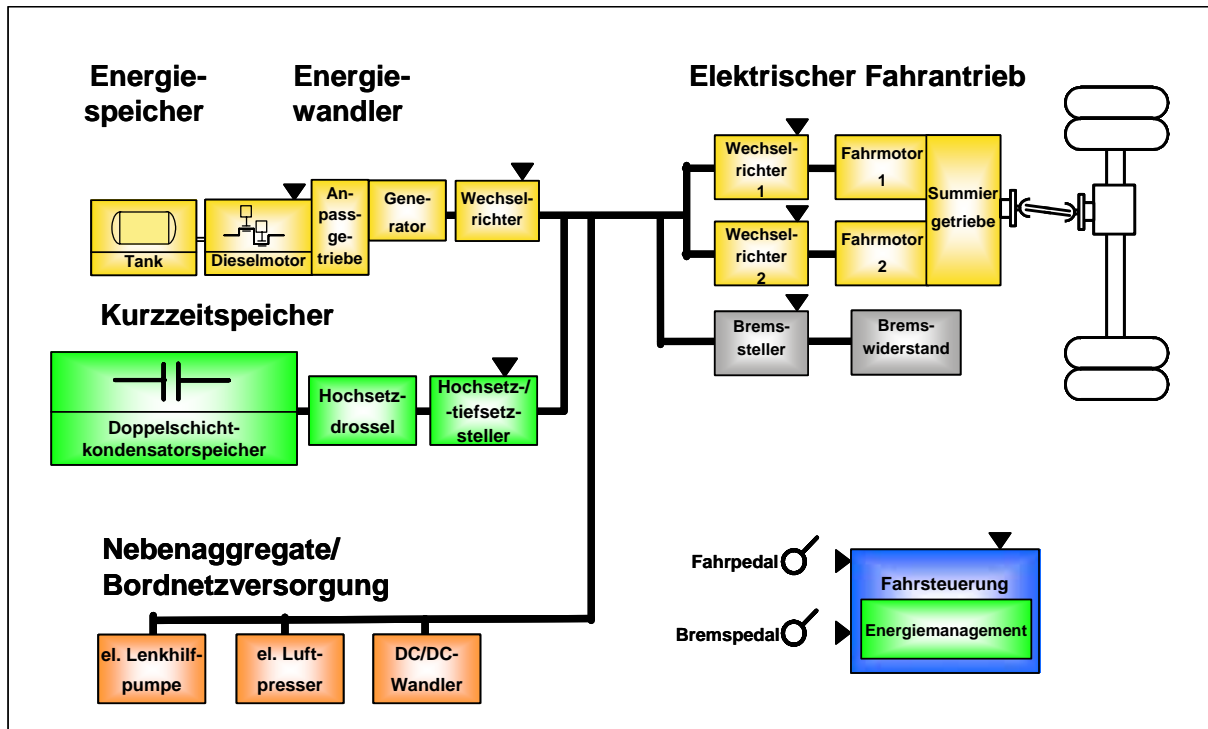 Energie-
speicher
Energie-
wandler
Elektrischer Fahrantrieb
Tank
Dieselmotor
An-
pass-
ge-
triebe
Gene-
rator
Wechsel-
richter
Wechsel-
richter
1
Fahrmotor
1
Wechsel-
richter
2
Fahrmotor
2
Summier
getriebe
Brems-
steller
Brems-
widerstand
Kurzzeitspeicher
Doppelschicht-
kondensatorspeicher
Hochsetz-
drossel
Hochsetz-/
-tiefsetz-
steller
Nebenaggregate/
Bordnetzversorgung
el. Lenkhilf-
pumpe
el. Luft-
presser
DC/DC-
Wandler
Fahrpedal
Bremspedal
Fahrsteuerung
Energiemanagement